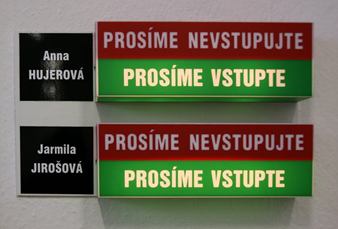 Anna
HUJEROVÁ
PROSÍME NEVSTUPUJTE
PROSÍME VSTUPTE
Jarmila
JIROŠOVÁ
PROSÍME NEVSTUPUJTE
PROSÍME VSTUPTE